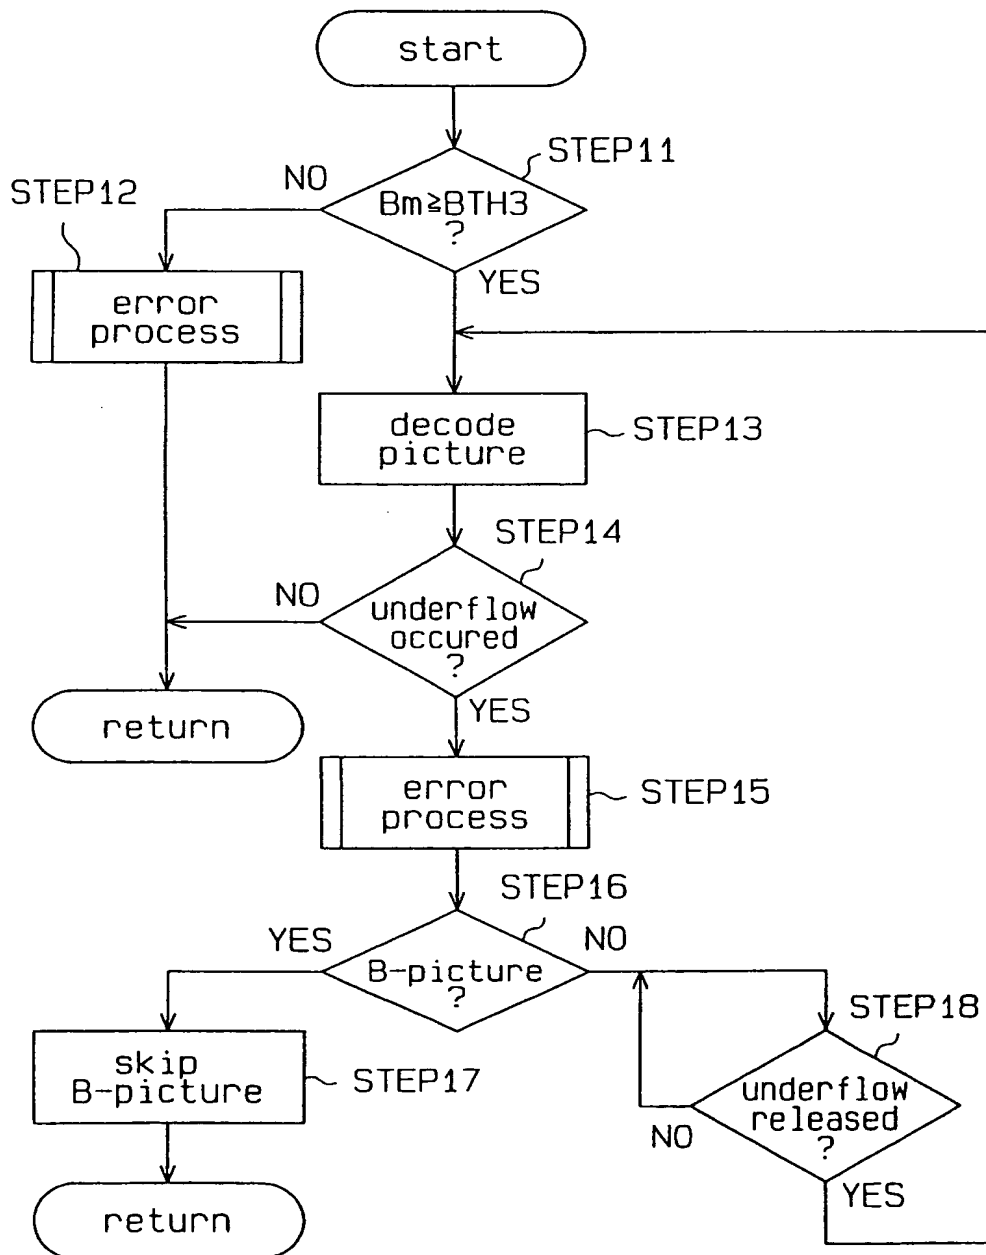 start
STEP11
NO
STEP12
Bm≧BTH3
?
YES
error
process
decode
picture
STEP13
STEP14
NO
underflow
occured
?
YES
return
error
process
STEP15
STEP16
YES
NO
B-picture
?
STEP18
skip
B-picture
STEP17
underflow
released
?
NO
YES
return